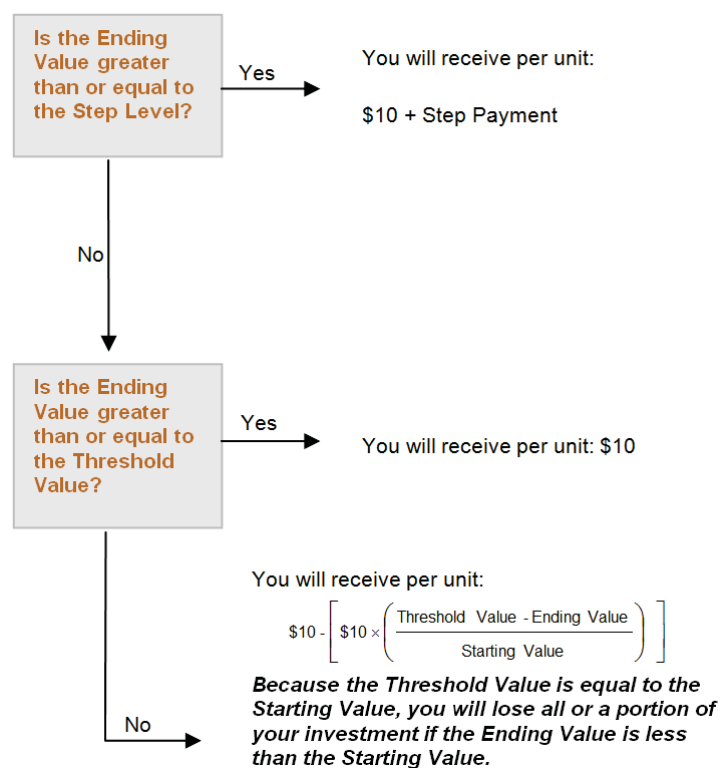 Is the Ending
Value greater
than or equal to
the Step Level?
Yes
You will receive per unit:
$10 + Step Payment
No
Is the Ending
Value greater
than or equal to
the Threshold
Value?
Yes
You will receive per unit: $10
You will receive per unit:
$10 - [ $10 × ( Threshold Value - Ending Value
Starting Value ) ]
Because the Threshold Value is equal to the
Starting Value, you will lose all or a portion of
your investment if the Ending Value is less
than the Starting Value.
No